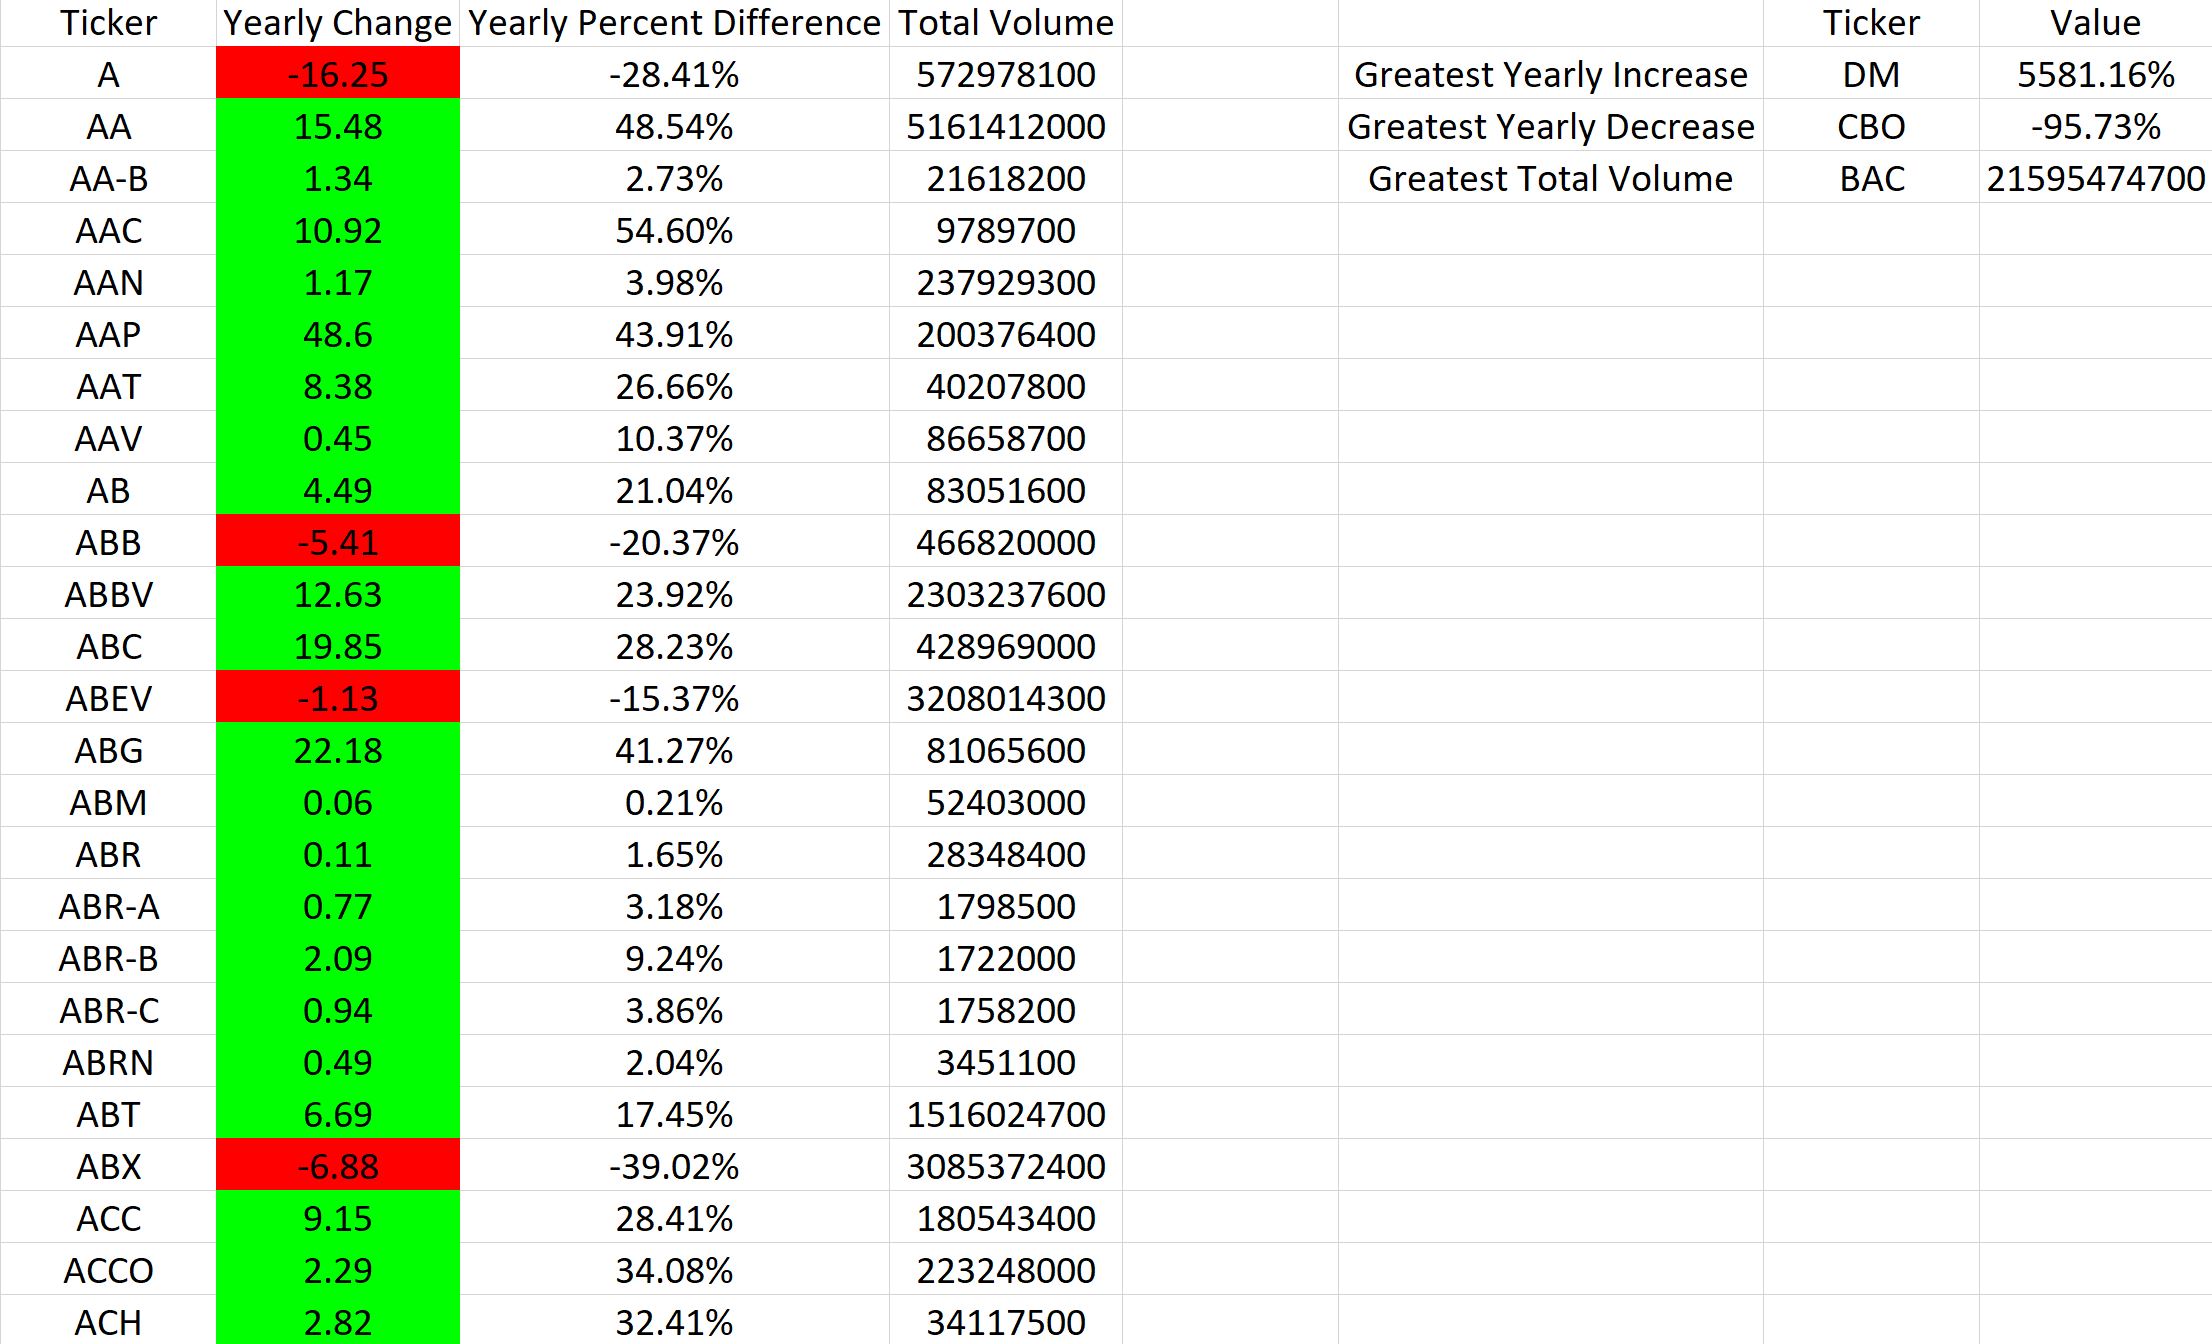 Ticker Yearly Change Yearly Percent Difference Total Volume Ticker Value
A -16.25 -28.41% 572978100 Greatest Yearly Increase DM 5581.16%
AA 15.48 48.54% 5161412000 Greatest Yearly Decrease CBO -95.73%
AA-B 1.34 2.73% 21618200 Greatest Total Volume BAC 21595474700
AAC 10.92 54.60% 9789700
AAN 1.17 3.98% 237929300
AAP 48.6 43.91% 200376400
AAT 8.38 26.66% 40207800
AAV 0.45 10.37% 86658700
AB 4.49 21.04% 83051600
ABB -5.41 -20.37% 466820000
ABBV 12.63 23.92% 2303237600
ABC 19.85 28.23% 428969000
ABEV -1.13 -15.37% 3208014300
ABG 22.18 41.27% 81065600
ABM 0.06 0.21% 52403000
ABR 0.11 1.65% 28348400
ABR-A 0.77 3.18% 1798500
ABR-B 2.09 9.24% 1722000
ABR-C 0.94 3.86% 1758200
ABRN 0.49 2.04% 3451100
ABT 6.69 17.45% 1516024700
ABX -6.88 -39.02% 3085372400
ACC 9.15 28.41% 180543400
ACCO 2.29 34.08% 223248000
ACH 2.82 32.41% 34117500